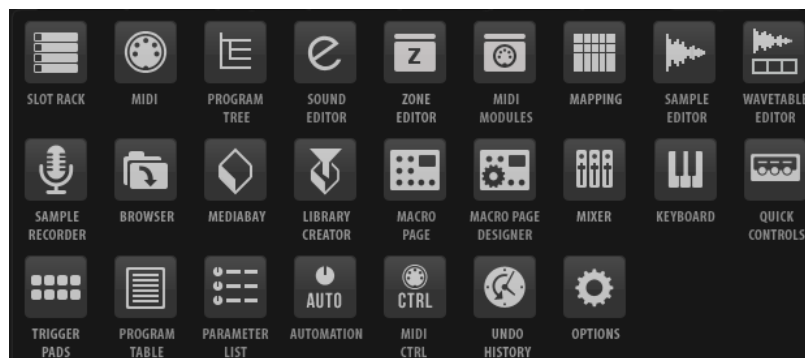 SLOT RACK
MIDI
PROGRAM
TREE
SOUND
EDITOR
Z
ZONE
EDITOR
MIDI
MODULES
MAPPING
SAMPLE
EDITOR
WAVETABLE
EDITOR
SAMPLE
RECORDER
BROWSER
MEDIABAY
LIBRARY
CREATOR
MACRO
PAGE
MACRO PAGE
DESIGNER
MIXER
KEYBOARD
QUICK
CONTROLS
TRIGGER
PADS
PROGRAM
TABLE
PARAMETER
LIST
AUTO
AUTOMATION
CTRL
MIDI
CTRL
UNDO
HISTORY
OPTIONS